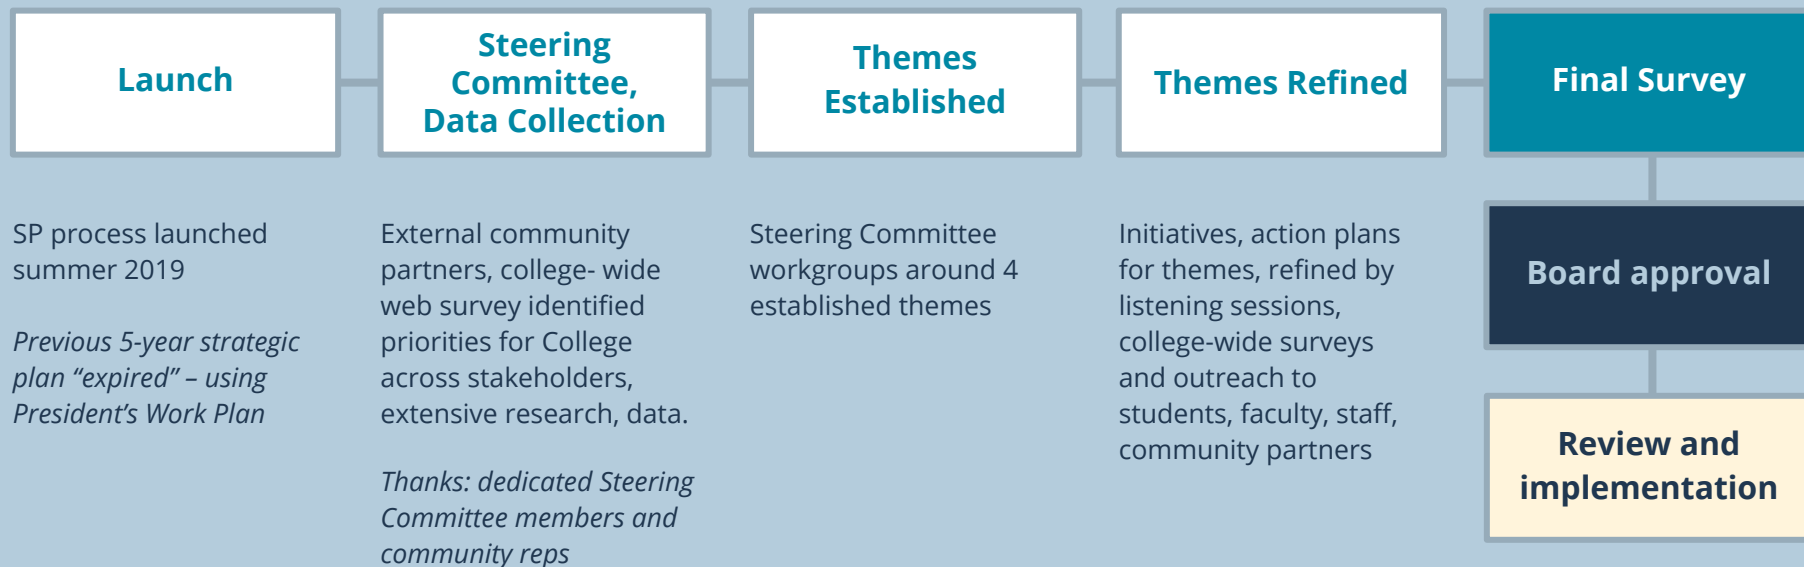 Launch
Steering
Committee,
Data Collection
Themes
Established
Themes Refined
Final Survey
SP process launched
summer 2019
Previous 5-year strategic
plan “expired” – using
President’s Work Plan
External community
partners, college- wide
web survey identified
priorities for College
across stakeholders,
extensive research, data.
Thanks: dedicated Steering
Committee members and
community reps
Steering Committee
workgroups around 4
established themes
Initiatives, action plans
for themes, refined by
listening sessions,
college-wide surveys
and outreach to
students, faculty, staff,
community partners
Board approval
Review and
implementation